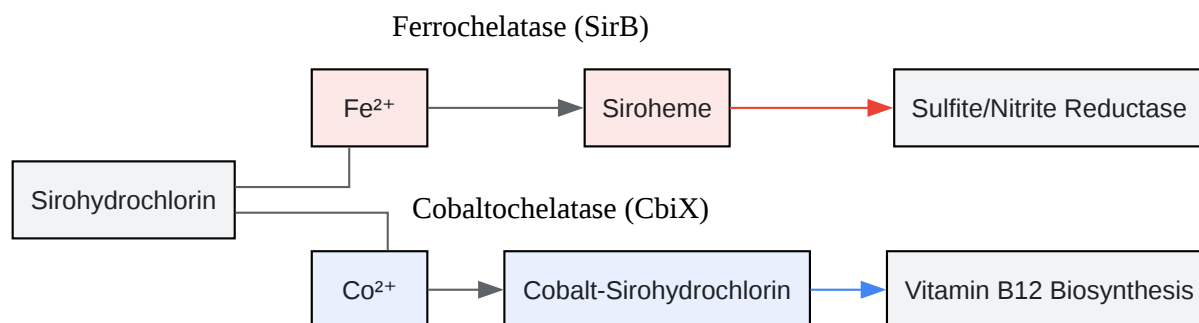 Ferrochelatase (SirB)
Fe²⁺
Siroheme
Sulfite/Nitrite Reductase
Sirohydrochlorin
Cobaltochelatase (CbiX)
Co²⁺
Cobalt-Sirohydrochlorin
Vitamin B12 Biosynthesis